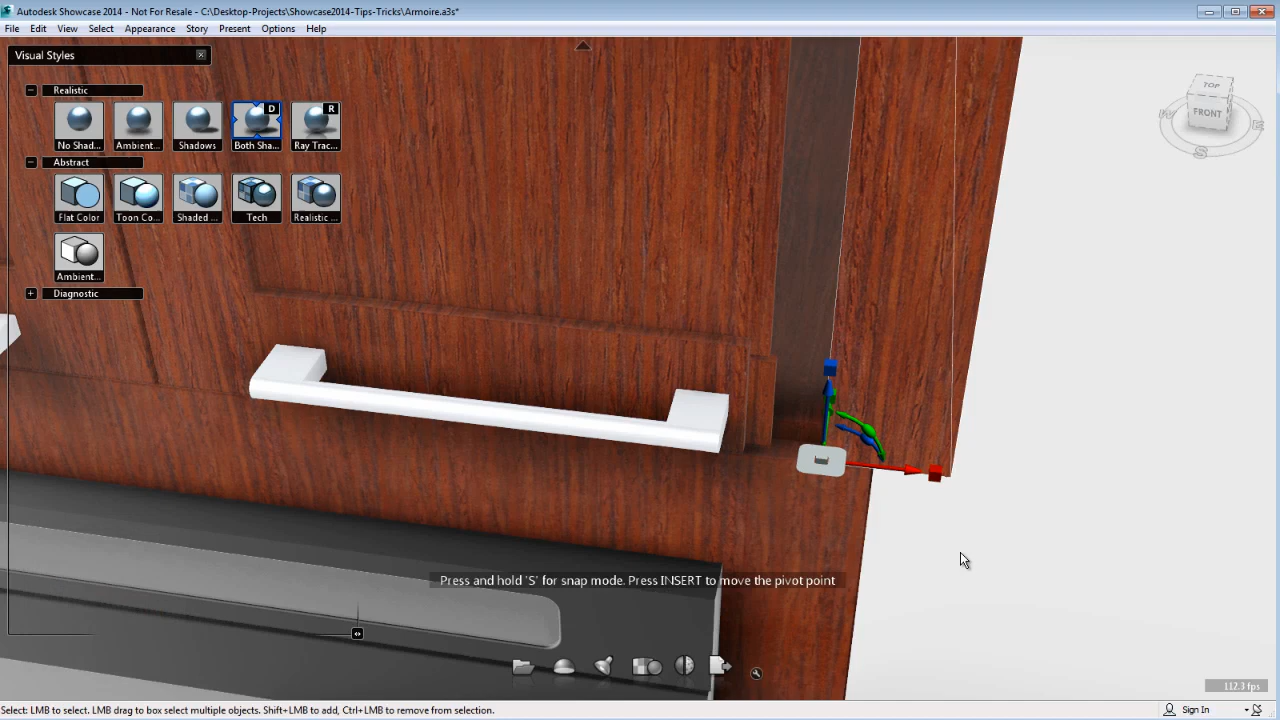 Autodesk Showcase 2014 - Not For Resale - C:\Desktop-Projects\Showcase2014-Tips-Tricks\Armoire.a3s*
File Edit View Select Appearance Story Present Options Help
Visual Styles
Realistic
D
R
No Shad... Ambient... Shadows Both Sha... Ray Trac...
Abstract
Flat Color Toon Co... Shaded ... Tech Realistic ...
Ambient...
Diagnostic
TOP
FRONT
W
E
S
Press and hold 'S' for snap mode. Press INSERT to move the pivot point
112.3 fps
Select: LMB to select. LMB drag to box select multiple objects. Shift+LMB to add, Ctrl+LMB to remove from selection.
Sign In